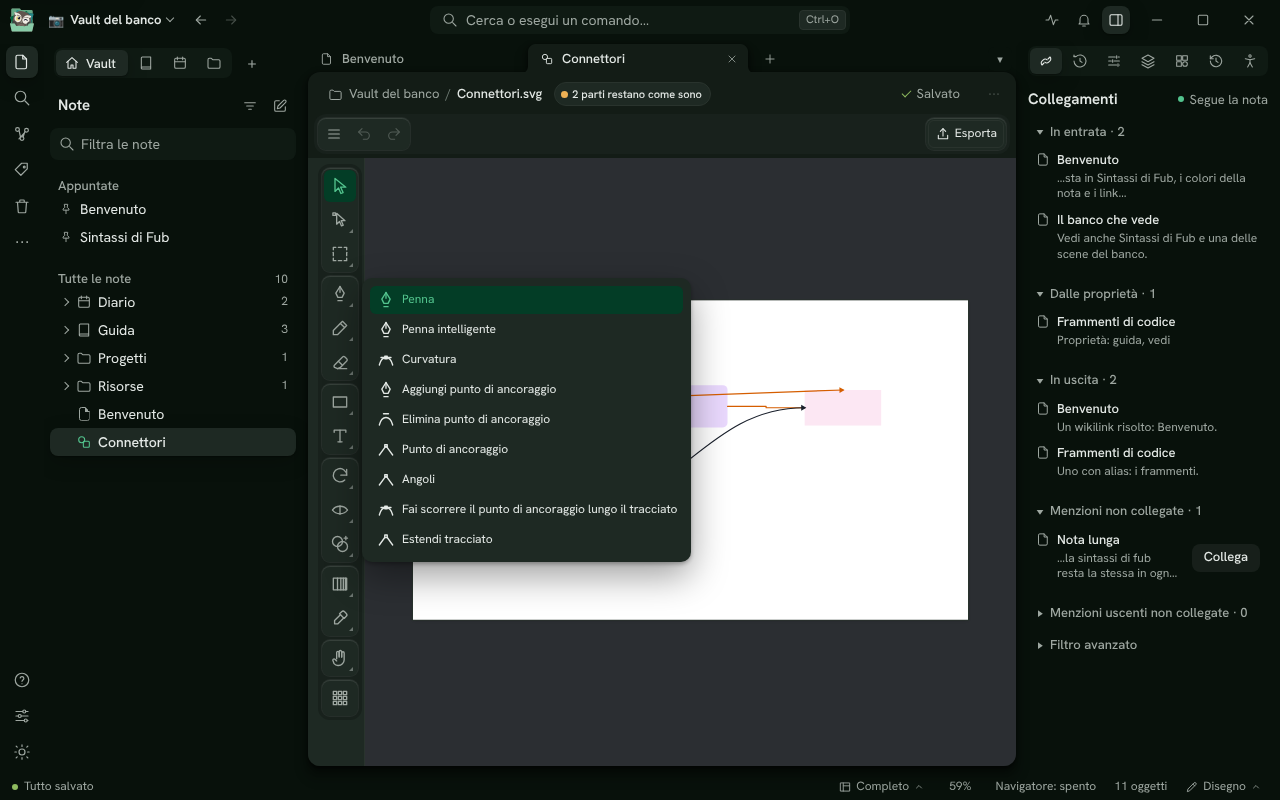 Vault del banco
Cerca o esegui un comando...
Ctrl+O
Vault
Benvenuto
Connettori
Note
Filtra le note
Appuntate
Benvenuto
Sintassi di Fub
Tutte le note 10
Diario 2
Guida 3
Progetti 1
Risorse 1
Benvenuto
Connettori
Vault del banco / Connettori.svg
2 parti restano come sono
Salvato
Esporta
Penna
Penna intelligente
Curvatura
Aggiungi punto di ancoraggio
Elimina punto di ancoraggio
Punto di ancoraggio
Angoli
Fai scorrere il punto di ancoraggio lungo il tracciato
Estendi tracciato
Collegamenti
Segue la nota
In entrata · 2
Benvenuto
...sta in Sintassi di Fub, i colori della
nota e i link...
Il banco che vede
Vedi anche Sintassi di Fub e una delle
scene del banco.
Dalle proprietà · 1
Frammenti di codice
Proprietà: guida, vedi
In uscita · 2
Benvenuto
Un wikilink risolto: Benvenuto.
Frammenti di codice
Uno con alias: i frammenti.
Menzioni non collegate · 1
Nota lunga
...la sintassi di fub
resta la stessa in ogn...
Collega
Menzioni uscenti non collegate · 0
Filtro avanzato
Tutto salvato
Completo
59%
Navigatore: spento
11 oggetti
Disegno